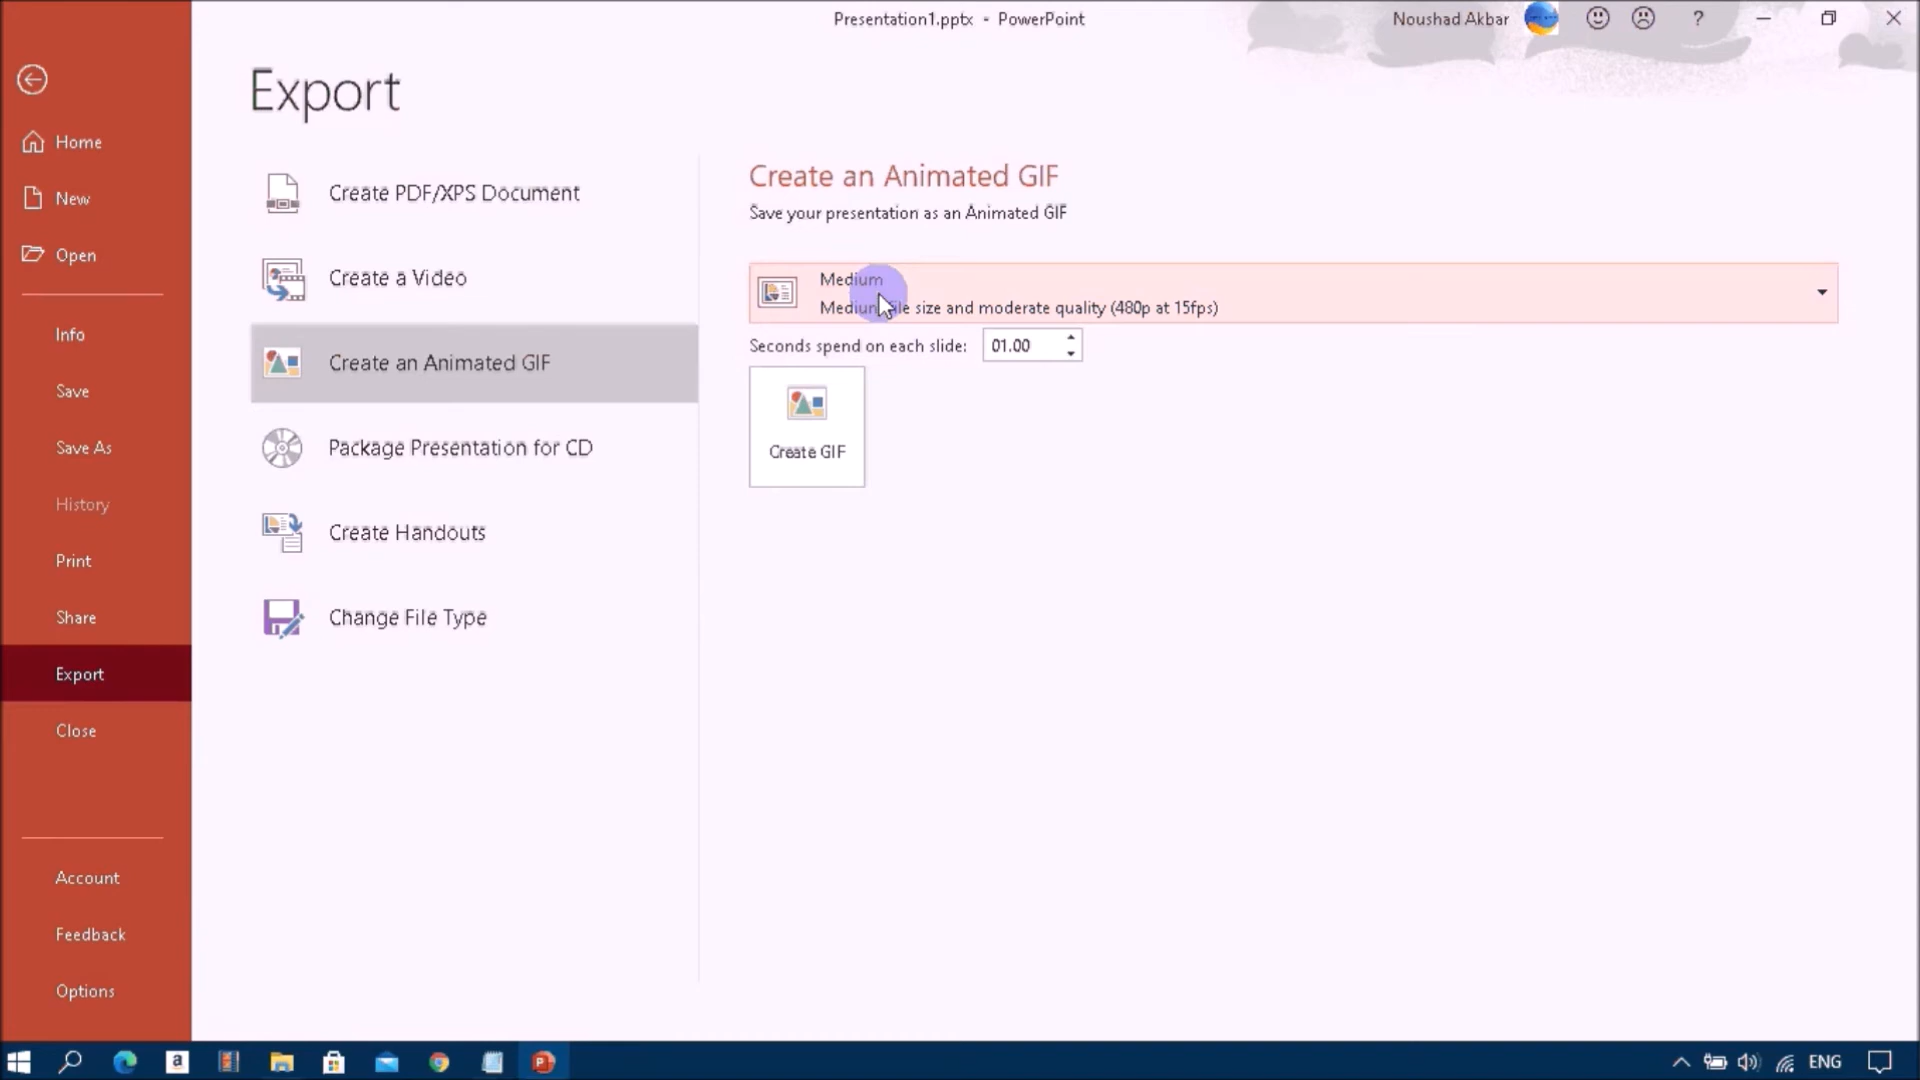 Presentation1.pptx - PowerPoint
Noushad Akbar
?
Export
Home
New
Open
Info
Save
Save As
History
Print
Share
Export
Close
Account
Feedback
Options
Create PDF/XPS Document
Create a Video
Create an Animated GIF
Package Presentation for CD
Create Handouts
Change File Type
Create an Animated GIF
Save your presentation as an Animated GIF
Medium
Medium file size and moderate quality (480p at 15fps)
Seconds spend on each slide: 01.00
Create GIF
ENG